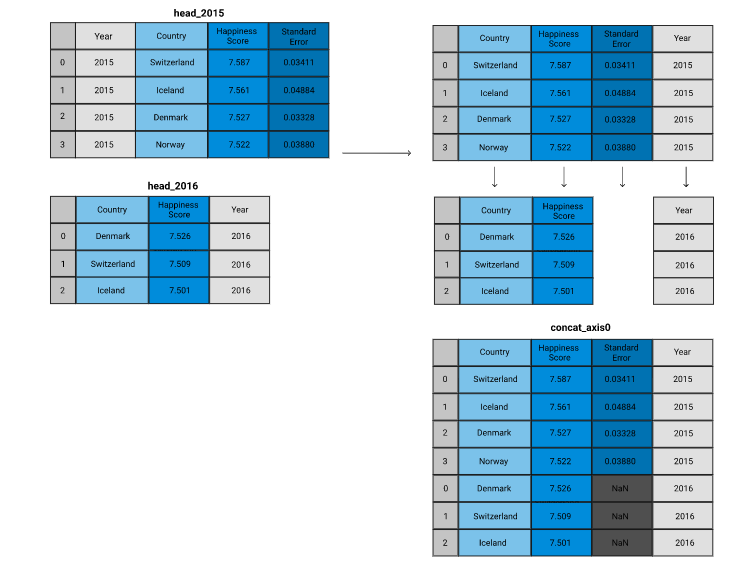 head_2015
Year Country Happiness Score Standard Error
0 2015 Switzerland 7.587 0.03411
1 2015 Iceland 7.561 0.04884
2 2015 Denmark 7.527 0.03328
3 2015 Norway 7.522 0.03880
head_2016
Country Happiness Score Year
0 Denmark 7.526 2016
1 Switzerland 7.509 2016
2 Iceland 7.501 2016
Country Happiness Score Standard Error Year
0 Switzerland 7.587 0.03411 2015
1 Iceland 7.561 0.04884 2015
2 Denmark 7.527 0.03328 2015
3 Norway 7.522 0.03880 2015
Country Happiness Score Year
0 Denmark 7.526 2016
1 Switzerland 7.509 2016
2 Iceland 7.501 2016
concat_axis0
Country Happiness Score Standard Error Year
0 Switzerland 7.587 0.03411 2015
1 Iceland 7.561 0.04884 2015
2 Denmark 7.527 0.03328 2015
3 Norway 7.522 0.03880 2015
0 Denmark 7.526 NaN 2016
1 Switzerland 7.509 NaN 2016
2 Iceland 7.501 NaN 2016